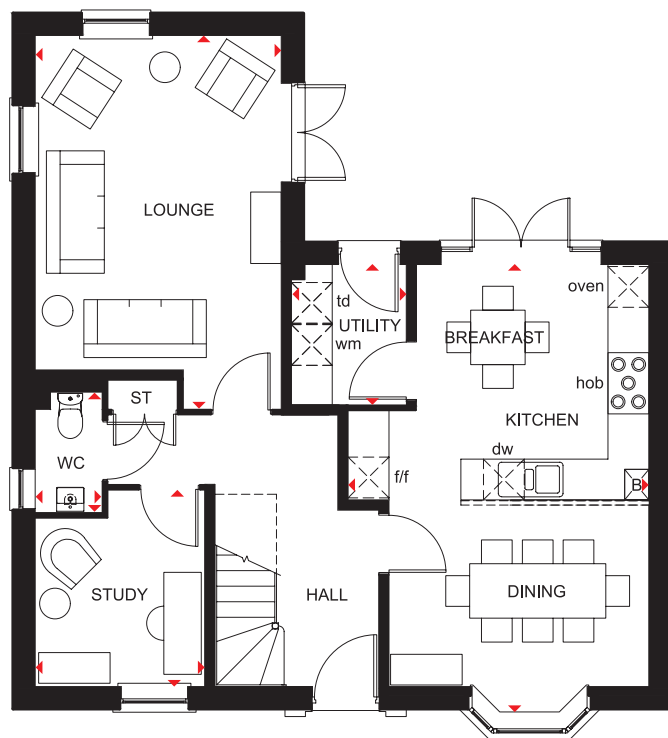 LOUNGE
td
UTILITY
wm
oven
BREAKFAST
hob
KITCHEN
ST
WC
f/f
dw
B
STUDY
HALL
DINING